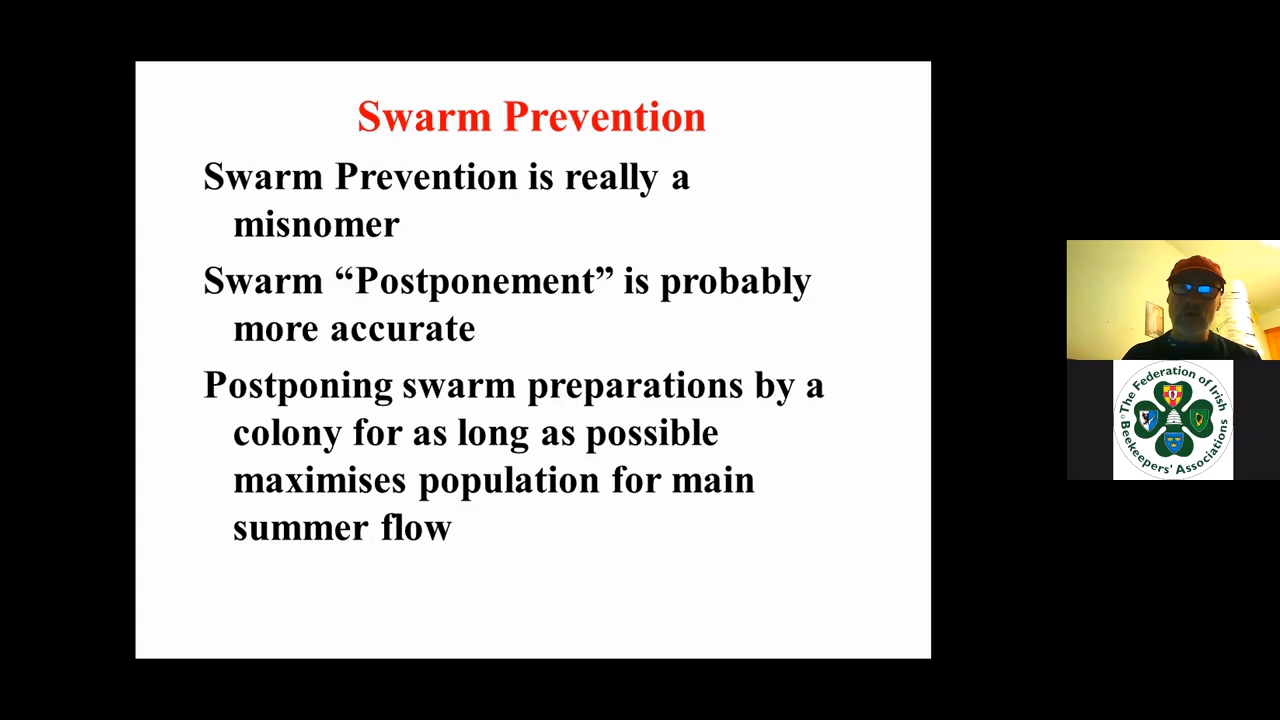 Swarm Prevention
Swarm Prevention is really a
misnomer
Swarm “Postponement” is probably
more accurate
Postponing swarm preparations by a
colony for as long as possible
maximises population for main
summer flow
The Federation of Irish
Beekeepers' Associations